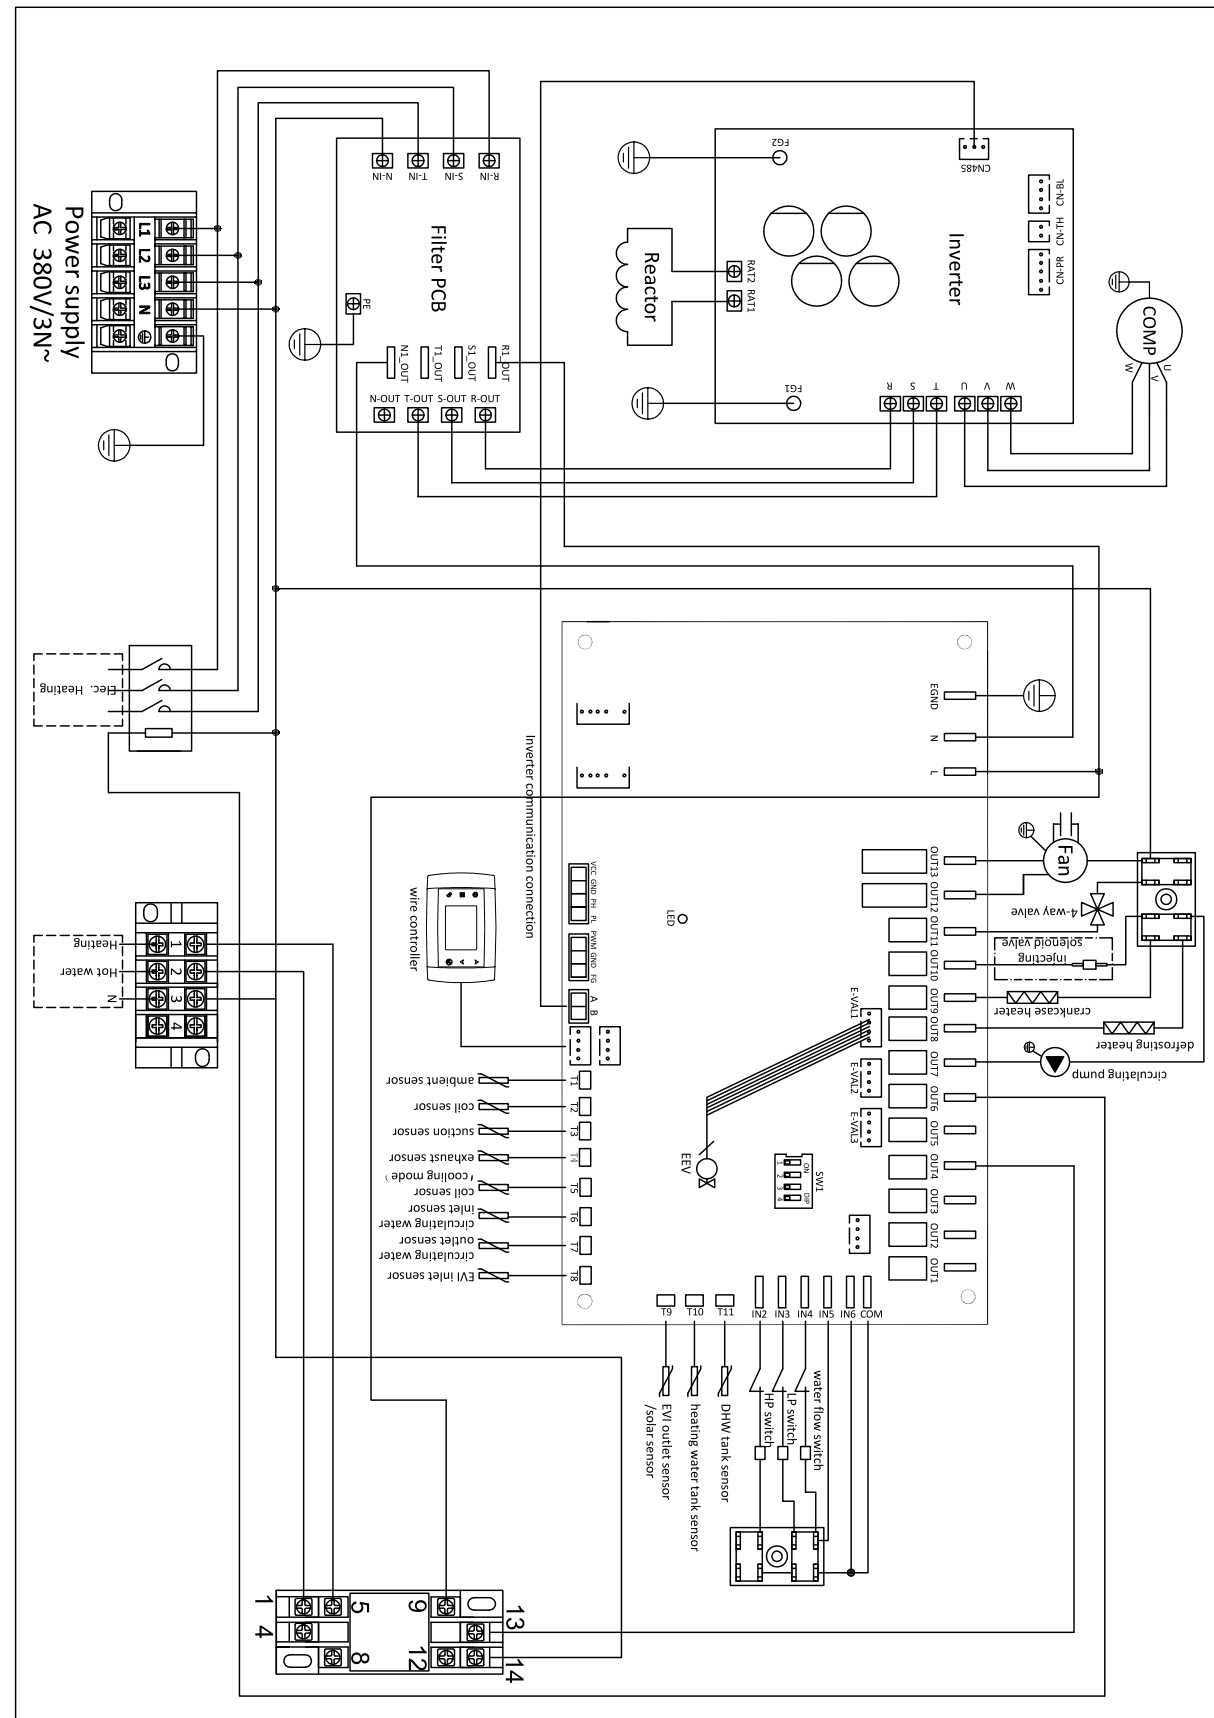 FG2
CN485
CN-BL
CN-TH
CN-PR
Inverter
RAT2
RAT1
Reactor
FG1
R
S
T
U
V
W
COMP
W
V
U
N-IN
T-IN
S-IN
R-IN
Filter PCB
PE
N1_OUT
T1_OUT
S1_OUT
R1_OUT
N-OUT
T-OUT
S-OUT
R-OUT
Power supply
AC 380V/3N~
L1
L2
L3
N
Elec. Heating
Inverter communication connection
EGND
N
L
OUT13
OUT12
OUT11
OUT10
OUT9
OUT8
OUT7
OUT6
OUT5
OUT4
OUT3
OUT2
OUT1
Fan
4-way valve
injecting
solenoid valve
crankcase heater
defrosting heater
circulating pump
LED
VCC GND PH PL
PWM GND FG
A B
wire controller
E-VAL1
E-VAL2
E-VAL3
EEV
SW1
ON
DIP
1
2
3
4
T1
T2
T3
T4
T5
T6
T7
T8
ambient sensor
coil sensor
suction sensor
exhaust sensor
coil sensor
(cooling mode)
circulating water
inlet sensor
circulating water
outlet sensor
EVI inlet sensor
T9
T10
T11
IN2
IN3
IN4
IN5
IN6
COM
EVI outlet sensor
/solar sensor
heating water tank sensor
DHW tank sensor
HP switch
LP switch
water flow switch
Heating
Hot water
N
1
2
3
4
1
4
5
8
9
12
13
14